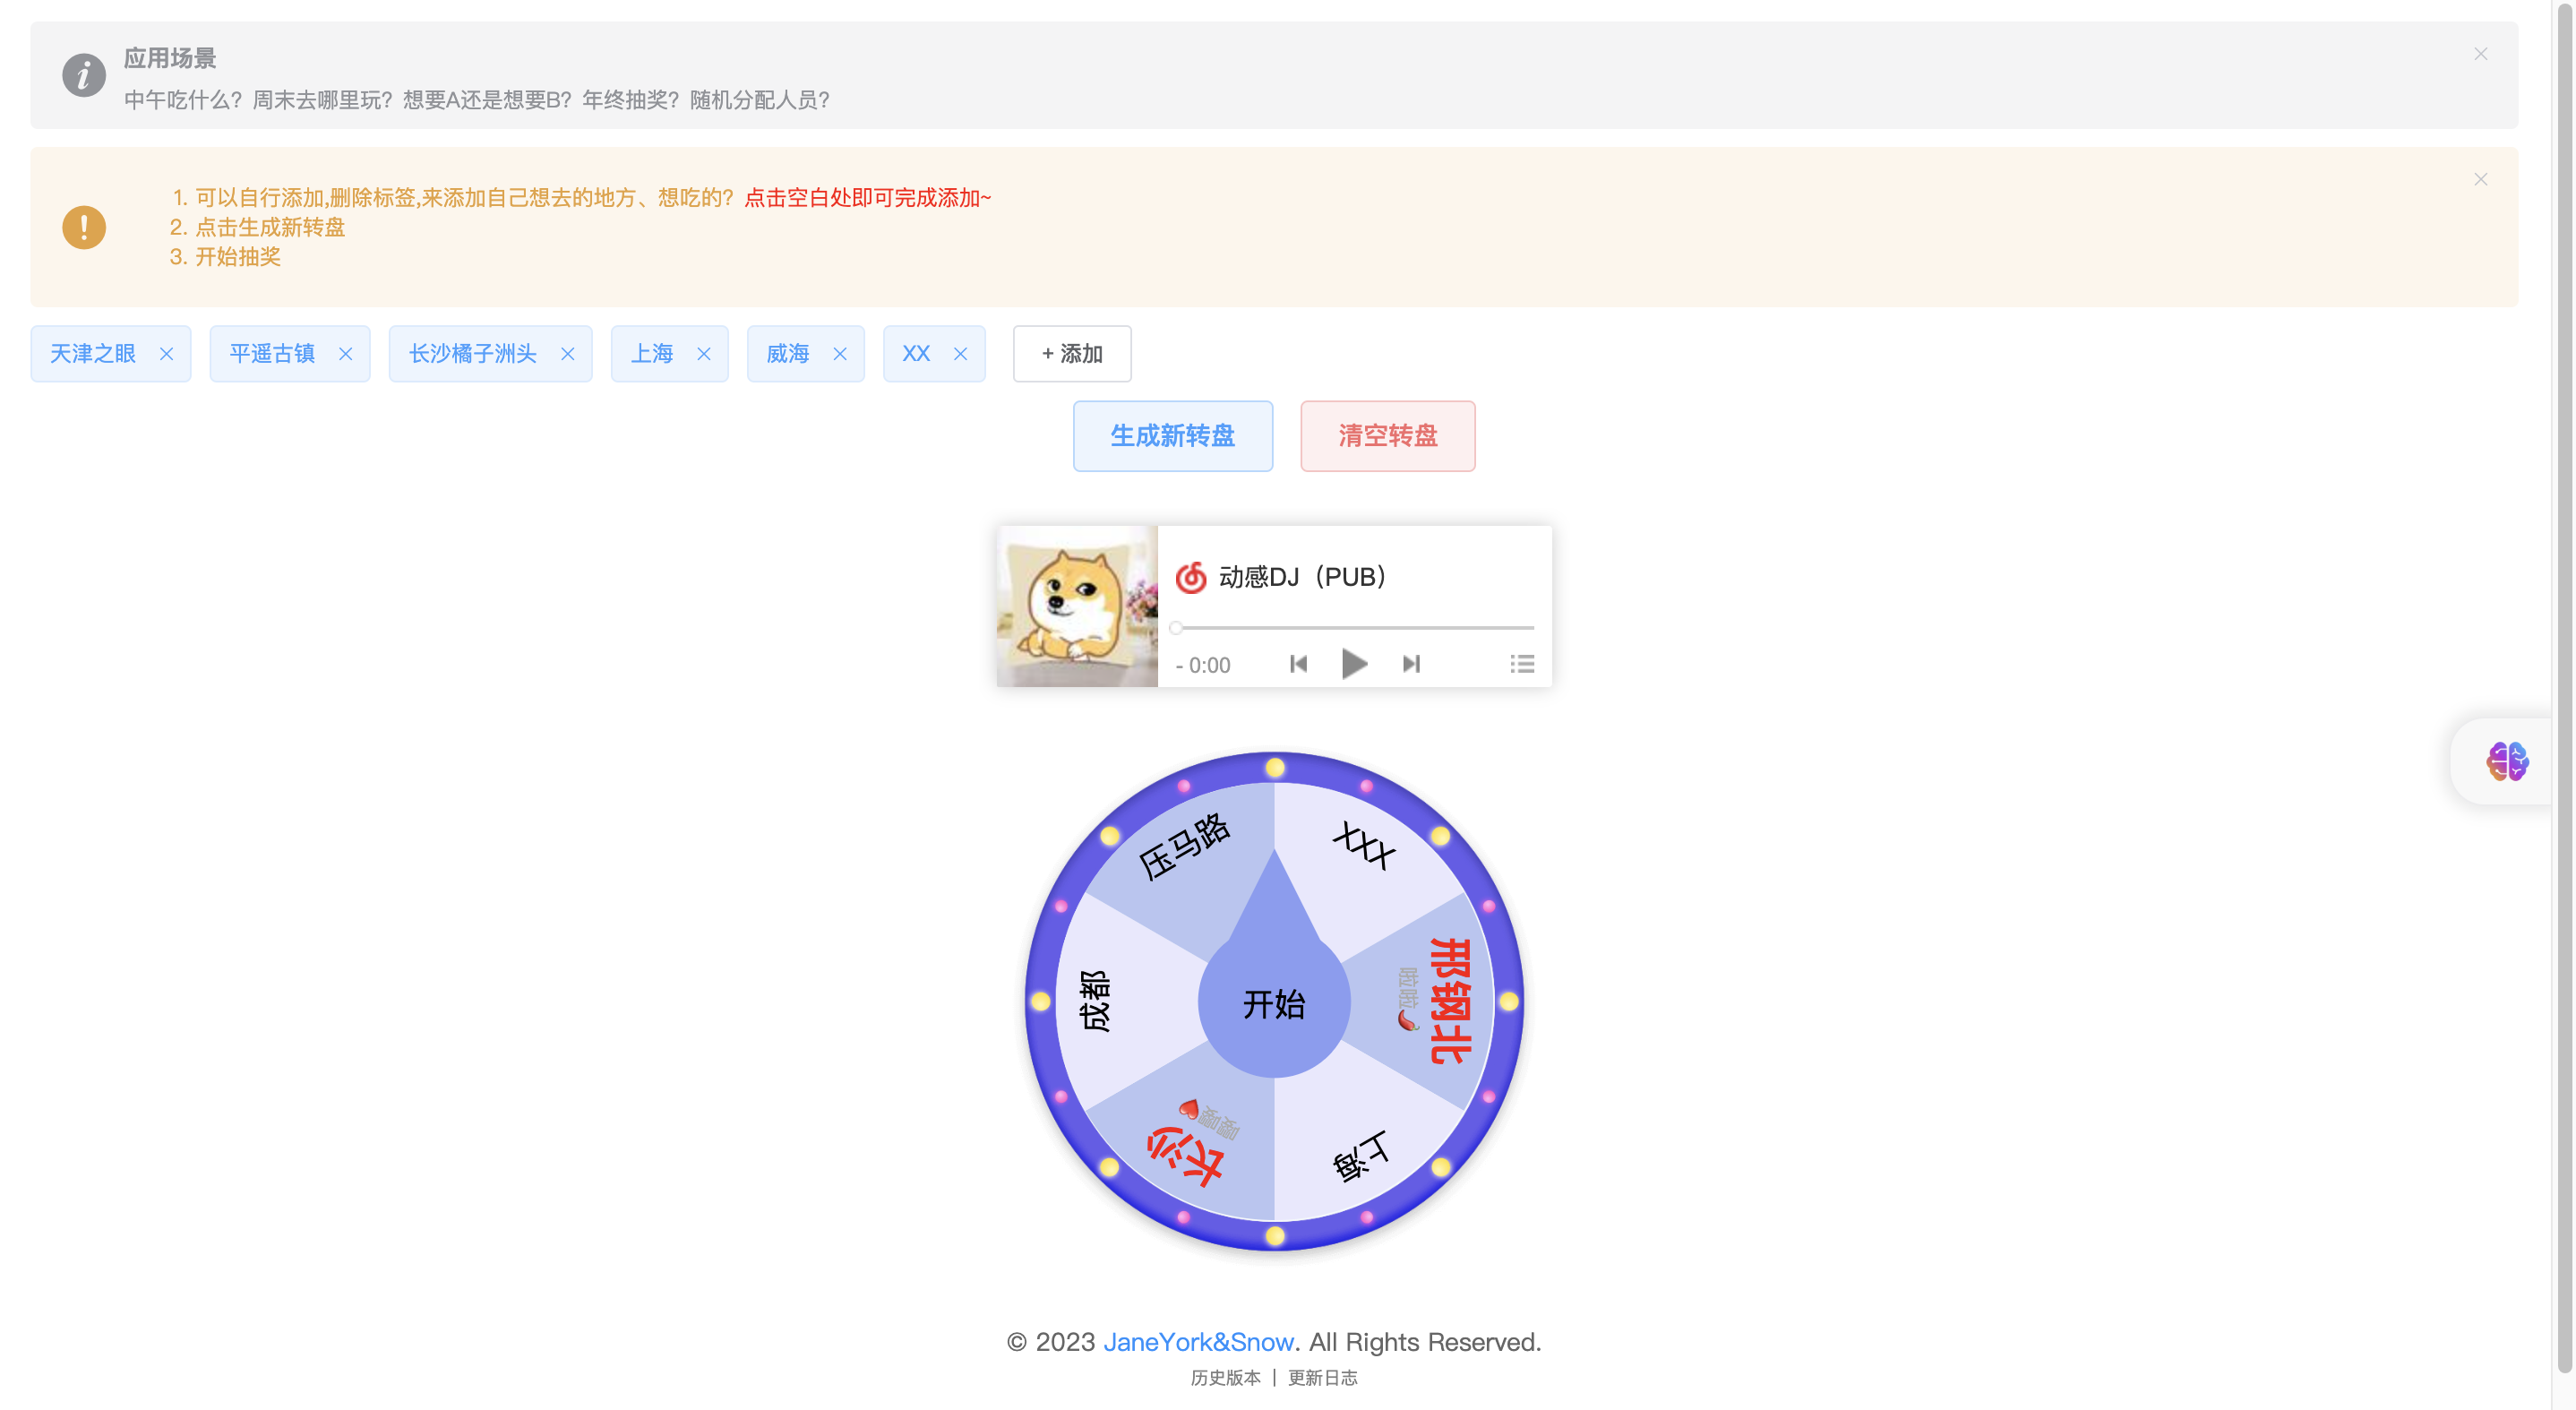 应用场景
中午吃什么？周末去哪里玩？想要A还是想要B？年终抽奖？随机分配人员？
1. 可以自行添加,删除标签,来添加自己想去的地方、想吃的？点击空白处即可完成添加~
2. 点击生成新转盘
3. 开始抽奖
天津之眼 平遥古镇 长沙橘子洲头 上海 威海 XX + 添加
生成新转盘 清空转盘
动感DJ（PUB）
- 0:00
压马路
XXX
成都
开始
邢钢北
啦啦🌶️
长沙
嘤嘤❤️
上海
© 2023 JaneYork&Snow. All Rights Reserved.
历史版本 | 更新日志